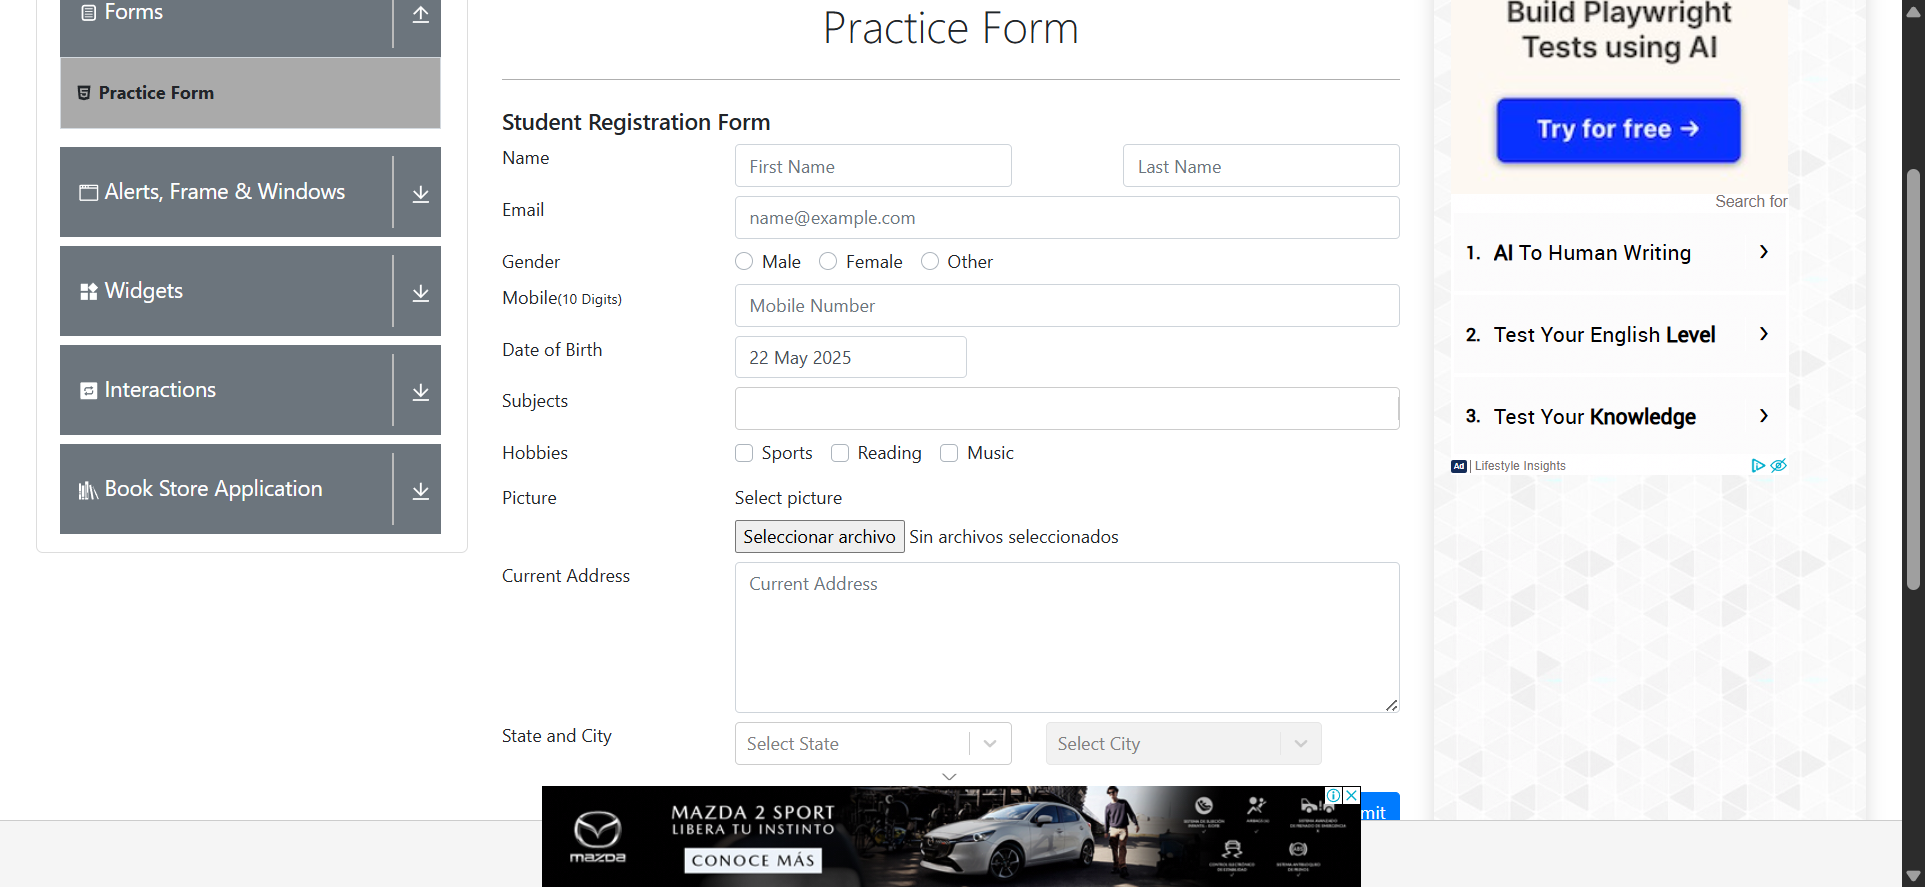 Forms
Practice Form
Alerts, Frame & Windows
Widgets
Interactions
Book Store Application
Practice Form
Student Registration Form
Name
First Name
Last Name
Email
name@example.com
Gender
Male
Female
Other
Mobile(10 Digits)
Mobile Number
Date of Birth
22 May 2025
Subjects
Hobbies
Sports
Reading
Music
Picture
Select picture
Seleccionar archivo Sin archivos seleccionados
Current Address
Current Address
State and City
Select State
Select City
mit
MAZDA 2 SPORT
LIBERA TU INSTINTO
CONOCE MÁS
mazda
Build Playwright
Tests using AI
Try for free →
Search for
1. AI To Human Writing
2. Test Your English Level
3. Test Your Knowledge
Ad | Lifestyle Insights